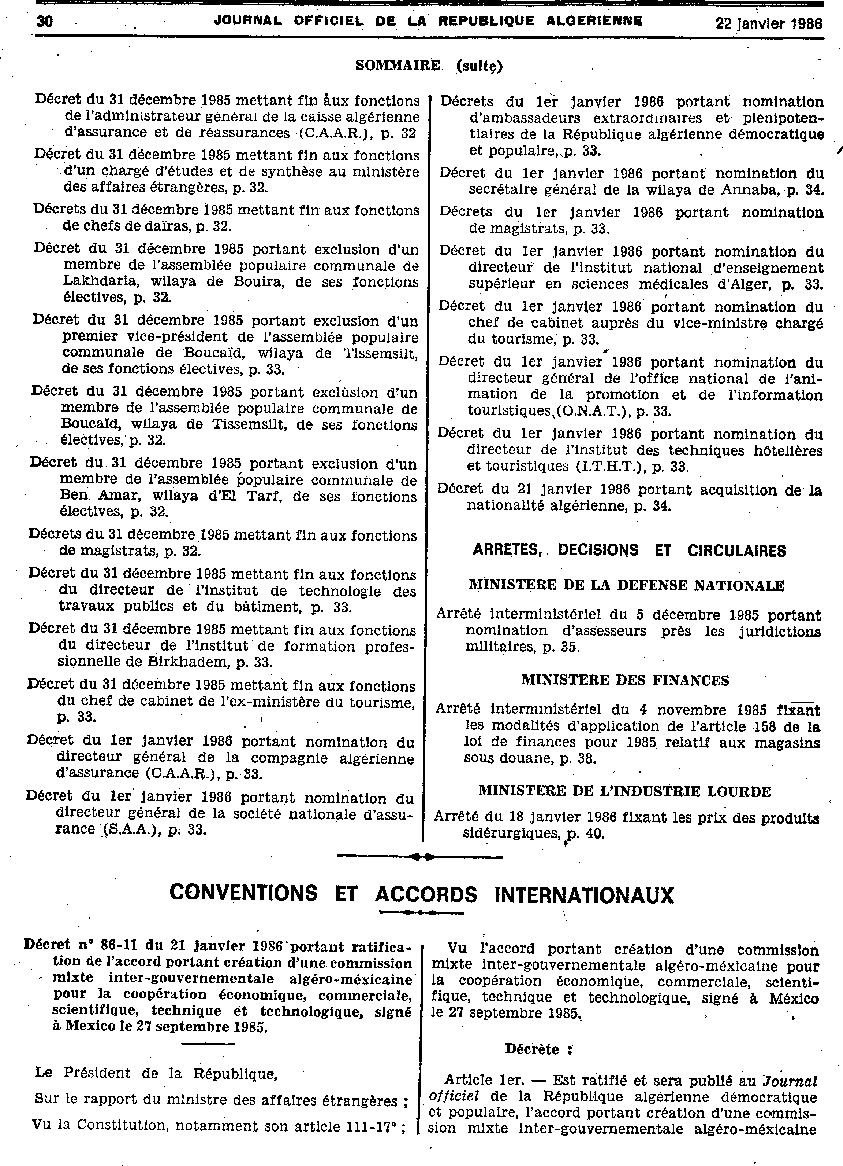 30 JOURNAL OFFICIEL DE LA REPUBLIQUE ALGERIENNE 22 janvier 1986
SOMMAIRE (suite)
Décret du 31 décembre 1985 mettant fin aux fonctions
de l'administrateur général de la caisse algérienne
d'assurance et de réassurances (C.A.A.R.), p. 32
Décret du 31 décembre 1985 mettant fin aux fonctions
d'un chargé d'études et de synthèse au ministère
des affaires étrangères, p. 32.
Décrets du 31 décembre 1985 mettant fin aux fonctions
de chefs de daïras, p. 32.
Décret du 31 décembre 1985 portant exclusion d'un
membre de l'assemblée populaire communale de
Lakhdaria, wilaya de Bouira, de ses fonctions
électives, p. 32.
Décret du 31 décembre 1985 portant exclusion d'un
premier vice-président de l'assemblée populaire
communale de Boucaïd, wilaya de Tissemsilt,
de ses fonctions électives, p. 33.
Décret du 31 décembre 1985 portant exclusion d'un
membre de l'assemblée populaire communale de
Boucaïd, wilaya de Tissemsilt, de ses fonctions
électives, p. 32.
Décret du 31 décembre 1985 portant exclusion d'un
membre de l'assemblée populaire communale de
Ben Amar, wilaya d'El Tarf, de ses fonctions
électives, p. 32.
Décrets du 31 décembre 1985 mettant fin aux fonctions
de magistrats, p. 32.
Décret du 31 décembre 1985 mettant fin aux fonctions
du directeur de l'institut de technologie des
travaux publics et du bâtiment, p. 33.
Décret du 31 décembre 1985 mettant fin aux fonctions
du directeur de l'institut de formation profes-
sionnelle de Birkhadem, p. 33.
Décret du 31 décembre 1985 mettant fin aux fonctions
du chef de cabinet de l'ex-ministère du tourisme,
p. 33.
Décret du 1er janvier 1986 portant nomination du
directeur général de la compagnie algérienne
d'assurance (C.A.A.R.), p. 33.
Décret du 1er janvier 1986 portant nomination du
directeur général de la société nationale d'assu-
rance (S.A.A.), p. 33.
Décrets du 1er janvier 1986 portant nomination
d'ambassadeurs extraordinaires et plenipoten-
tiaires de la République algérienne démocratique
et populaire, p. 33.
Décret du 1er janvier 1986 portant nomination du
secrétaire général de la wilaya de Annaba, p. 34.
Décrets du 1er janvier 1986 portant nomination
de magistrats, p. 33.
Décret du 1er janvier 1986 portant nomination du
directeur de l'institut national d'enseignement
supérieur en sciences médicales d'Alger, p. 33.
Décret du 1er janvier 1986 portant nomination du
chef de cabinet auprès du vice-ministre chargé
du tourisme, p. 33.
Décret du 1er janvier 1986 portant nomination du
directeur général de l'office national de l'ani-
mation de la promotion et de l'information
touristiques (O.N.A.T.), p. 33.
Décret du 1er janvier 1986 portant nomination du
directeur de l'institut des techniques hôtelières
et touristiques (I.T.H.T.), p. 33.
Décret du 21 janvier 1986 portant acquisition de la
nationalité algérienne, p. 34.
ARRETES, DECISIONS ET CIRCULAIRES
MINISTERE DE LA DEFENSE NATIONALE
Arrêté interministériel du 5 décembre 1985 portant
nomination d'assesseurs près les juridictions
militaires, p. 35.
MINISTERE DES FINANCES
Arrêté interministériel du 4 novembre 1985 fixant
les modalités d'application de l'article 158 de la
loi de finances pour 1985 relatif aux magasins
sous douane, p. 38.
MINISTERE DE L'INDUSTRIE LOURDE
Arrêté du 18 janvier 1986 fixant les prix des produits
sidérurgiques, p. 40.
CONVENTIONS ET ACCORDS INTERNATIONAUX
Décret n° 86-11 du 21 janvier 1986 portant ratifica-
tion de l'accord portant création d'une commission
mixte inter-gouvernementale algéro-méxicaine
pour la coopération économique, commerciale,
scientifique, technique et technologique, signé
à Mexico le 27 septembre 1985.
Le Président de la République,
Sur le rapport du ministre des affaires étrangères ;
Vu la Constitution, notamment son article 111-17° ;
Vu l'accord portant création d'une commission
mixte inter-gouvernementale algéro-méxicaine pour
la coopération économique, commerciale, scienti-
fique, technique et technologique, signé à México
le 27 septembre 1985,
Décrète :
Article 1er. — Est ratifié et sera publié au Journal
officiel de la République algérienne démocratique
et populaire, l'accord portant création d'une commis-
sion mixte inter-gouvernementale algéro-méxicaine